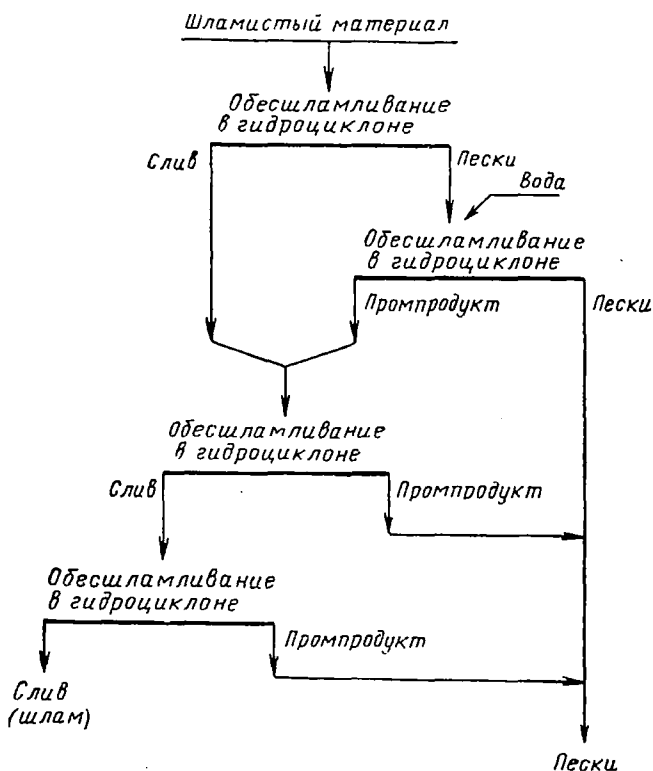 Шламистый материал
Обесшламливание
в гидроциклоне
Слив
Пески
Вода
Обесшламливание
в гидроциклоне
Промпродукт
Пески
Обесшламливание
в гидроциклоне
Слив
Промпродукт
Обесшламливание
в гидроциклоне
Промпродукт
Слив
(шлам)
Пески